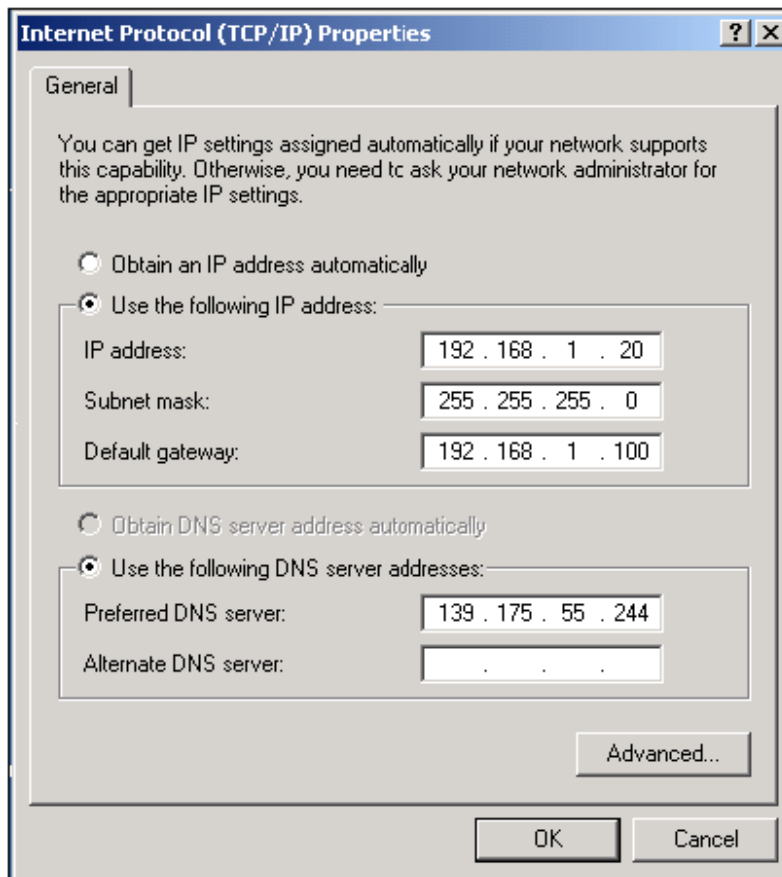 Internet Protocol (TCP/IP) Properties
General
You can get IP settings assigned automatically if your network supports
this capability. Otherwise, you need to ask your network administrator for
the appropriate IP settings.
Obtain an IP address automatically
Use the following IP address:
IP address: 192 . 168 . 1 . 20
Subnet mask: 255 . 255 . 255 . 0
Default gateway: 192 . 168 . 1 . 100
Obtain DNS server address automatically
Use the following DNS server addresses:
Preferred DNS server: 139 . 175 . 55 . 244
Alternate DNS server: . . .
Advanced...
OK Cancel